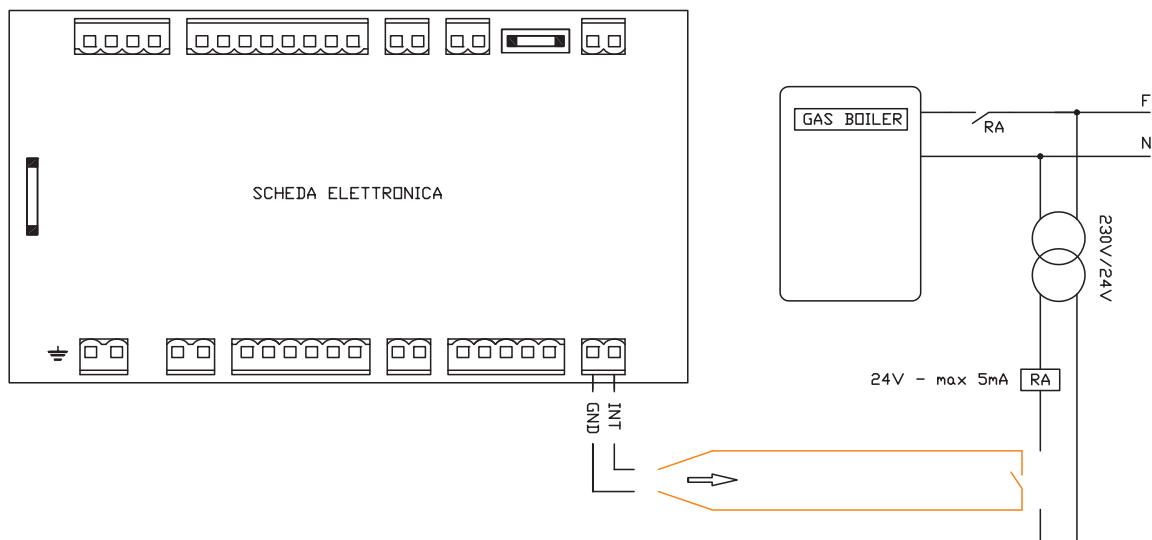 GAS BOILER
F
RA
N
SCHEDA ELETTRONICA
230V/24V
24V - max 5mA
RA
GND
INT